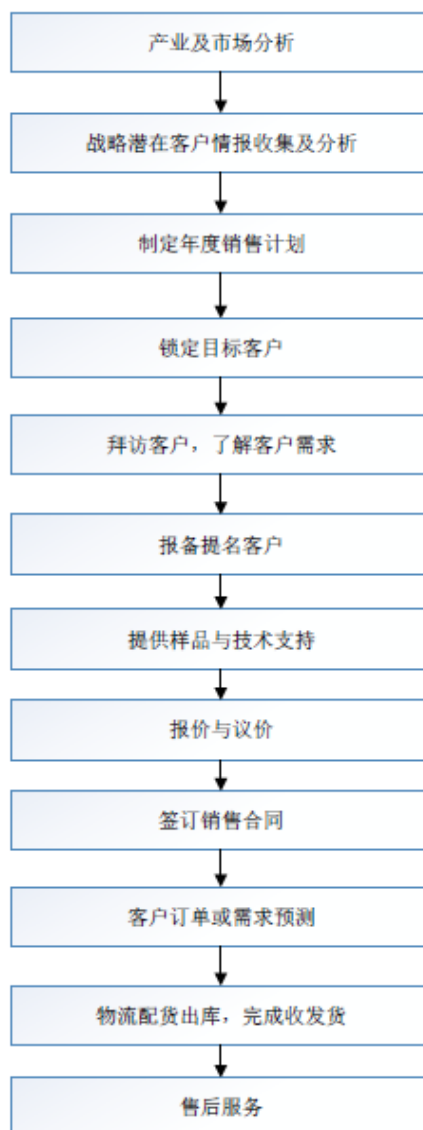 产业及市场分析
战略潜在客户情报收集及分析
制定年度销售计划
锁定目标客户
拜访客户，了解客户需求
报备提名客户
提供样品与技术支持
报价与议价
签订销售合同
客户订单或需求预测
物流配货出库，完成收发货
售后服务